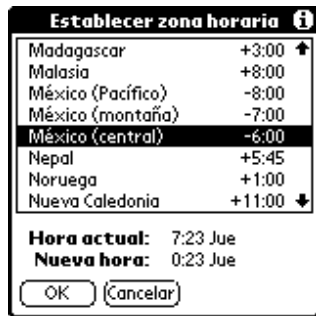 Establecer zona horaria
Madagascar +3:00
Malasia +8:00
México (Pacífico) -8:00
México (montaña) -7:00
México (central) -6:00
Nepal +5:45
Noruega +1:00
Nueva Caledonia +11:00
Hora actual: 7:23 Jue
Nueva hora: 0:23 Jue
OK Cancelar